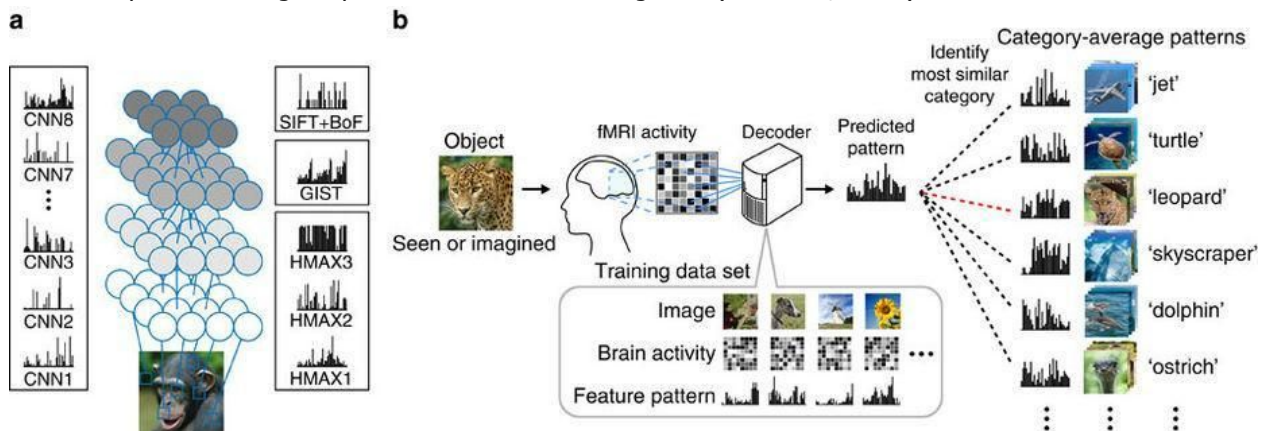 a
CNN8
CNN7
CNN3
CNN2
CNN1
SIFT+BoF
GIST
HMAX3
HMAX2
HMAX1
b
Object
Seen or imagined
fMRI activity
Decoder
Predicted
pattern
Identify
most similar
category
Category-average patterns
'jet'
'turtle'
'leopard'
'skyscraper'
'dolphin'
'ostrich'
Training data set
Image
Brain activity
Feature pattern